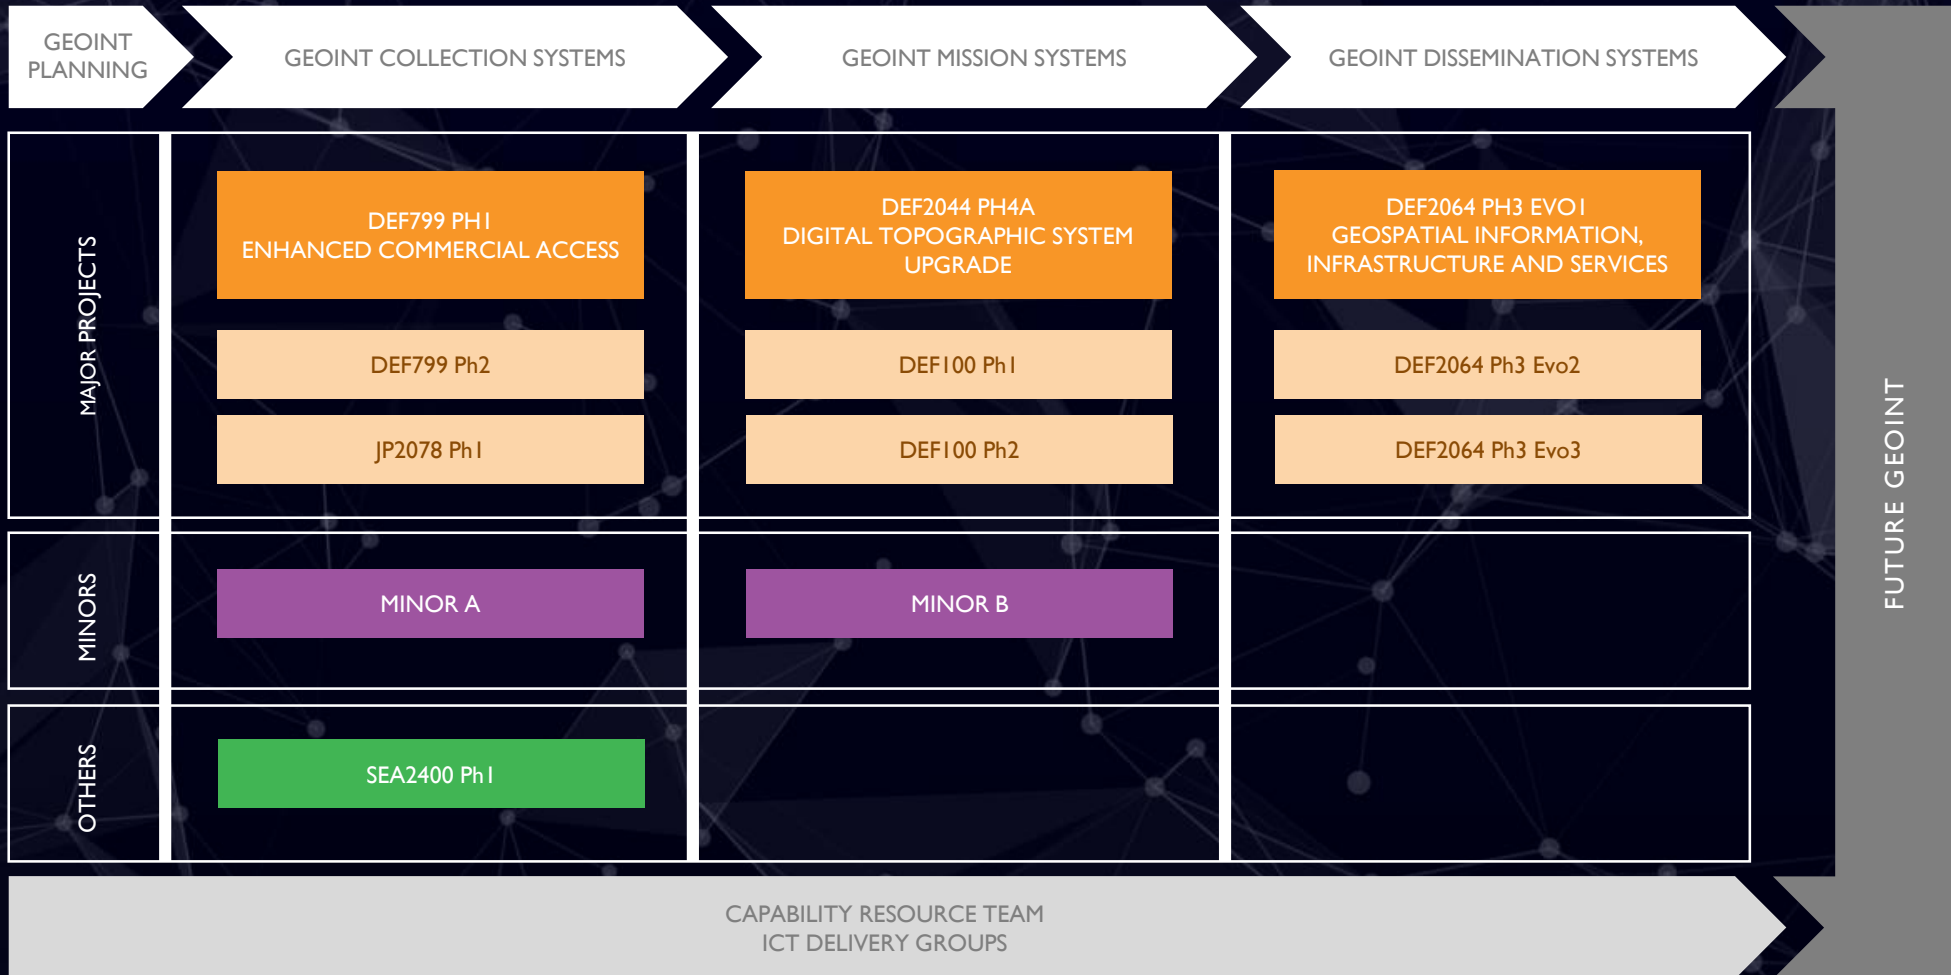 GEOINT
PLANNING
GEOINT COLLECTION SYSTEMS
GEOINT MISSION SYSTEMS
GEOINT DISSEMINATION SYSTEMS
MAJOR PROJECTS
DEF799 PH1
ENHANCED COMMERCIAL ACCESS
DEF2044 PH4A
DIGITAL TOPOGRAPHIC SYSTEM
UPGRADE
DEF2064 PH3 EVO1
GEOSPATIAL INFORMATION,
INFRASTRUCTURE AND SERVICES
DEF799 Ph2
DEF100 Ph1
DEF2064 Ph3 Evo2
JP2078 Ph1
DEF100 Ph2
DEF2064 Ph3 Evo3
MINORS
MINOR A
MINOR B
OTHERS
SEA2400 Ph1
FUTURE GEOINT
CAPABILITY RESOURCE TEAM
ICT DELIVERY GROUPS